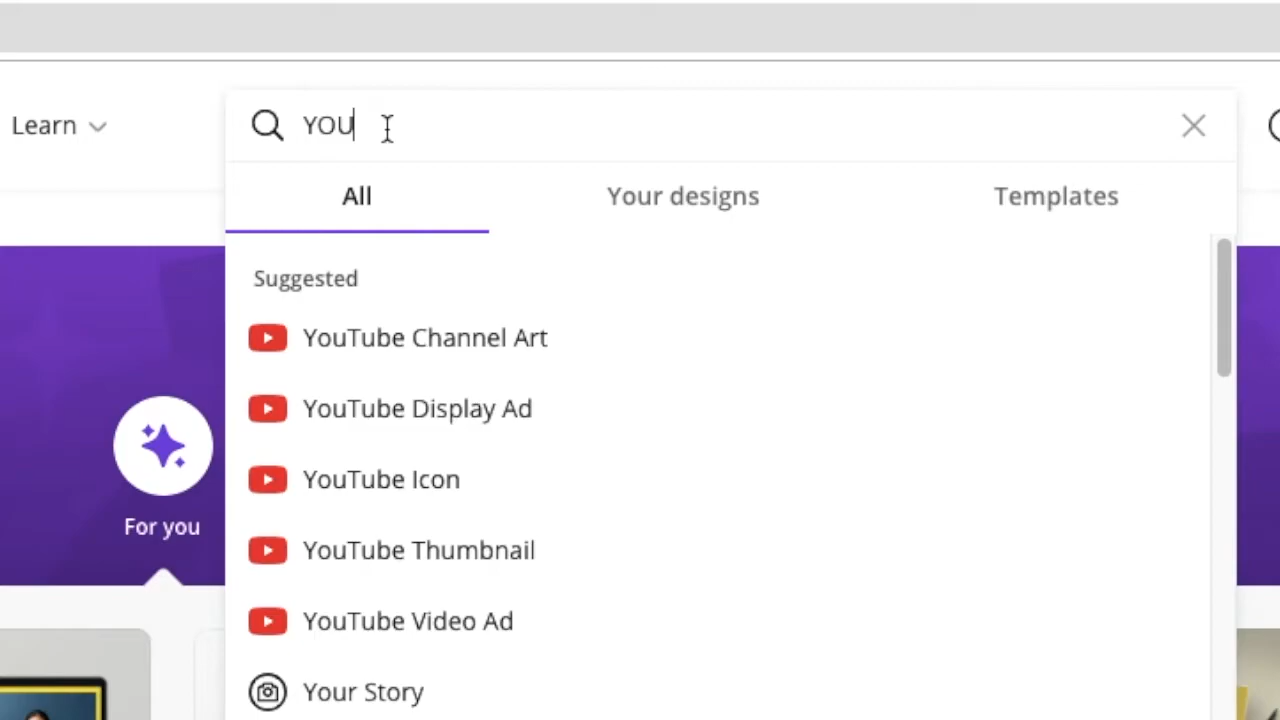 Learn
YOU
All
Your designs
Templates
Suggested
YouTube Channel Art
YouTube Display Ad
YouTube Icon
For you
YouTube Thumbnail
YouTube Video Ad
Your Story